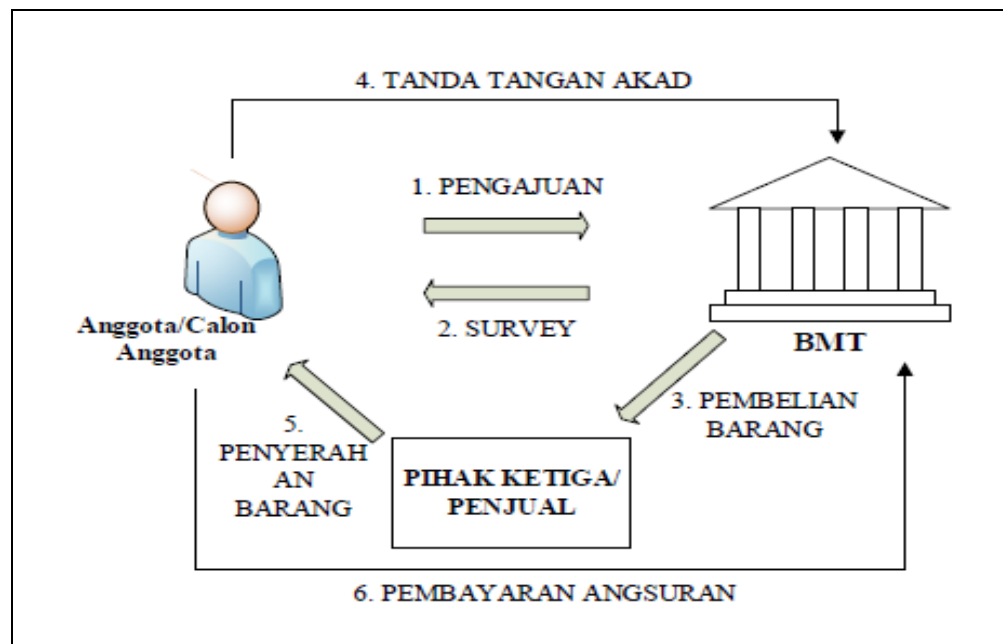 4. TANDA TANGAN AKAD
1. PENGAJUAN
2. SURVEY
Anggota/Calon
Anggota
BMT
3. PEMBELIAN
BARANG
5.
PENYERAH
AN
BARANG
PIHAK KETIGA/
PENJUAL
6. PEMBAYARAN ANGSURAN